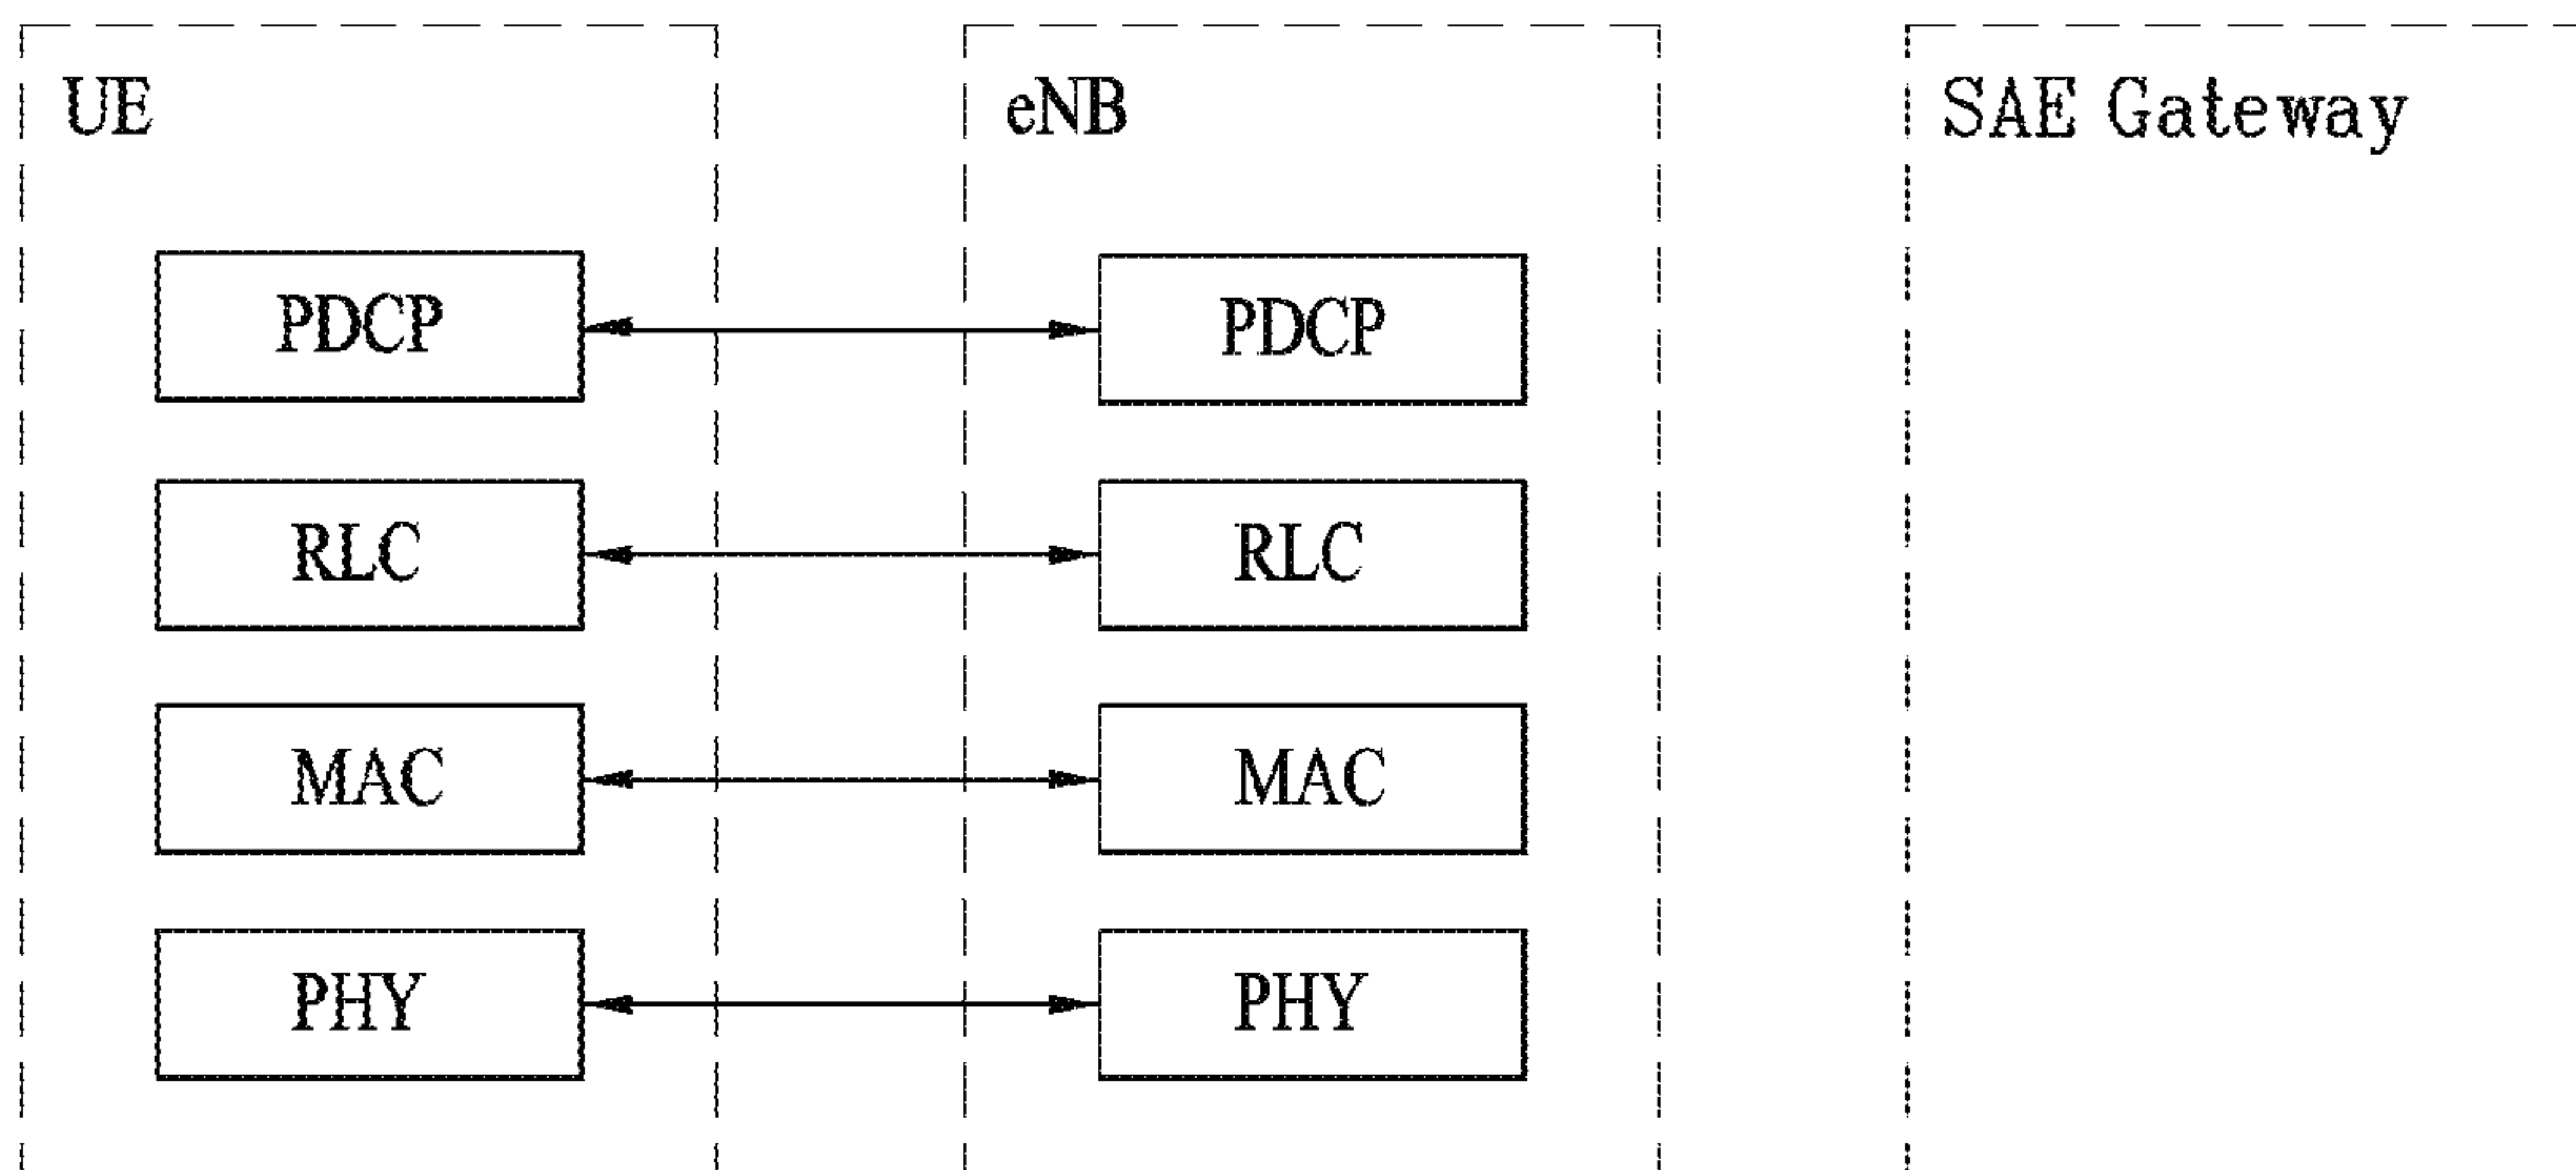 UE
eNB
SAE Gateway
PDCP
PDCP
RLC
RLC
MAC
MAC
PHY
PHY